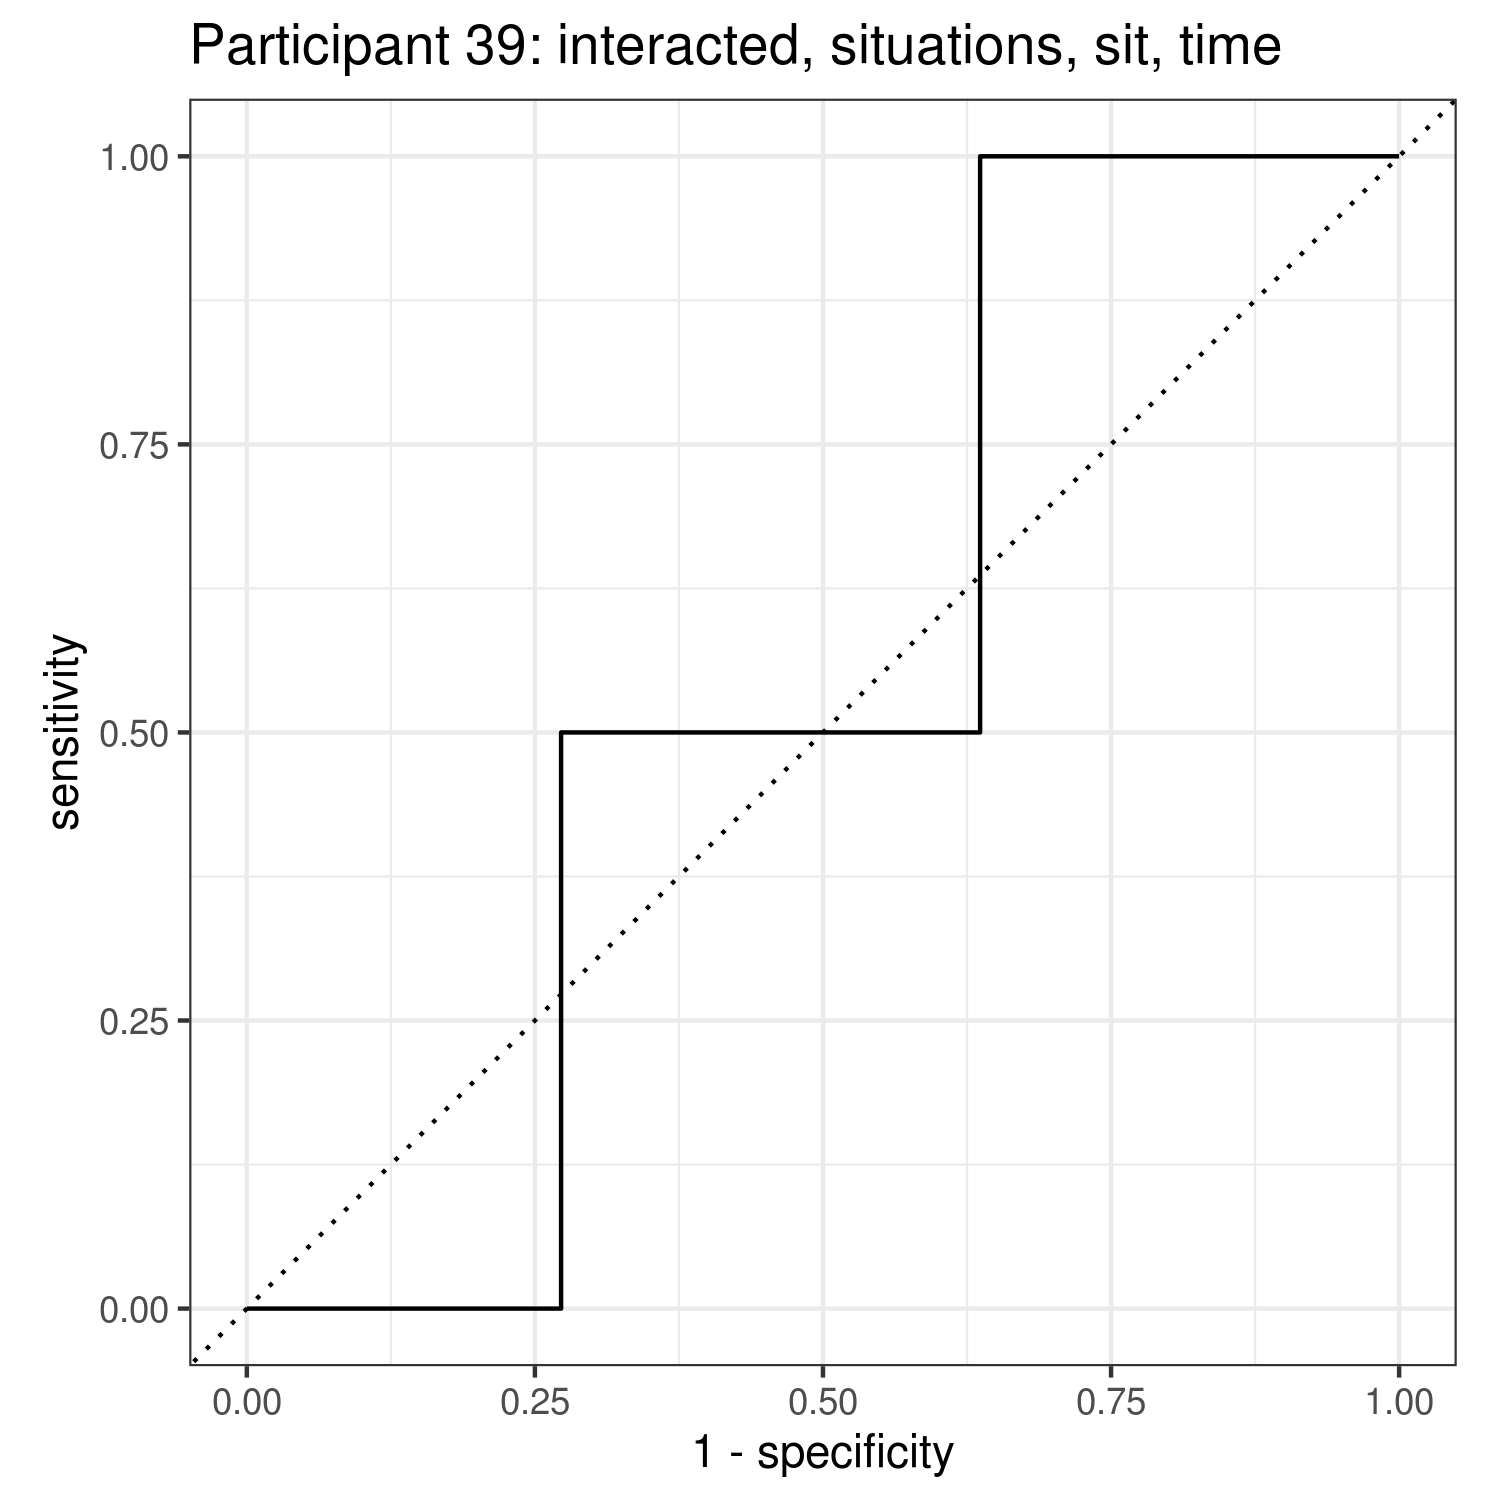 Participant 39: interacted, situations, sit, time
sensitivity
1.00
0.75
0.50
0.25
0.00
0.00 0.25 0.50 0.75 1.00
1 - specificity